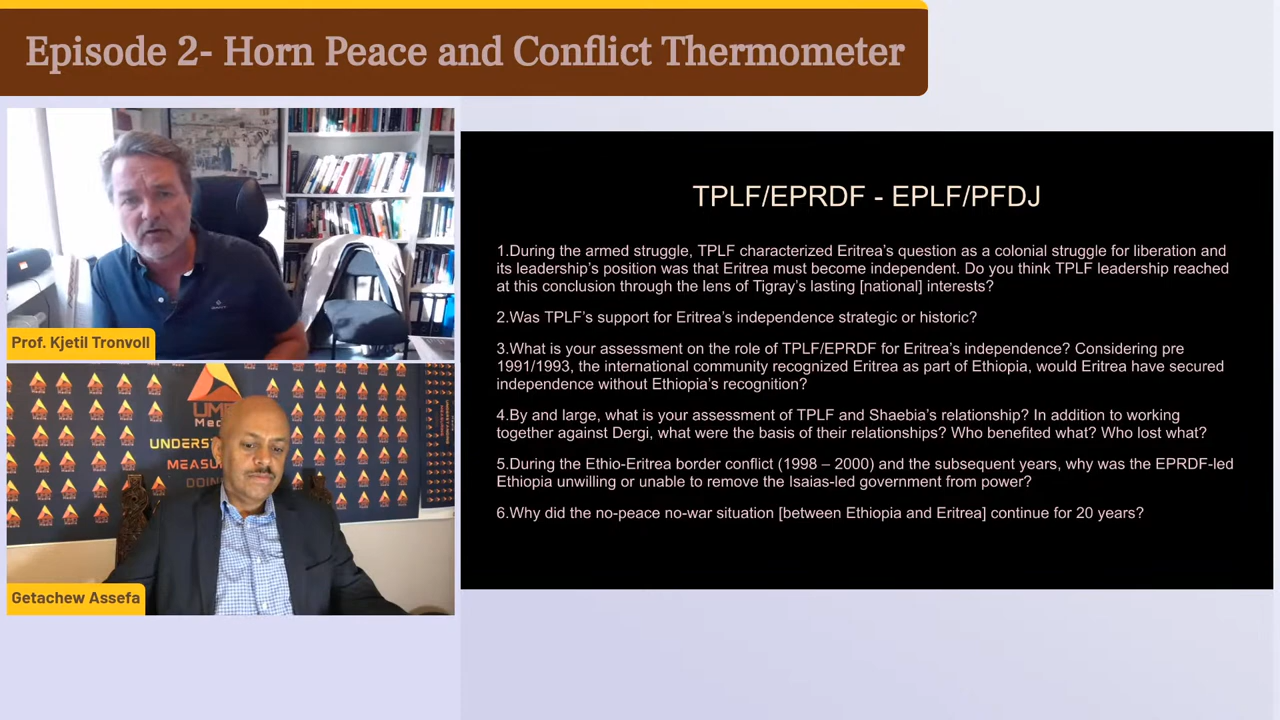 Episode 2- Horn Peace and Conflict Thermometer
Prof. Kjetil Tronvoll
UM
Med
UNDERS
MEASU
DOIN
Getachew Assefa
TPLF/EPRDF - EPLF/PFDJ
1.During the armed struggle, TPLF characterized Eritrea's question as a colonial struggle for liberation and
its leadership's position was that Eritrea must become independent. Do you think TPLF leadership reached
at this conclusion through the lens of Tigray's lasting [national] interests?
2.Was TPLF's support for Eritrea's independence strategic or historic?
3.What is your assessment on the role of TPLF/EPRDF for Eritrea's independence? Considering pre
1991/1993, the international community recognized Eritrea as part of Ethiopia, would Eritrea have secured
independence without Ethiopia's recognition?
4.By and large, what is your assessment of TPLF and Shaebia's relationship? In addition to working
together against Dergi, what were the basis of their relationships? Who benefited what? Who lost what?
5.During the Ethio-Eritrea border conflict (1998 – 2000) and the subsequent years, why was the EPRDF-led
Ethiopia unwilling or unable to remove the Isaias-led government from power?
6.Why did the no-peace no-war situation [between Ethiopia and Eritrea] continue for 20 years?